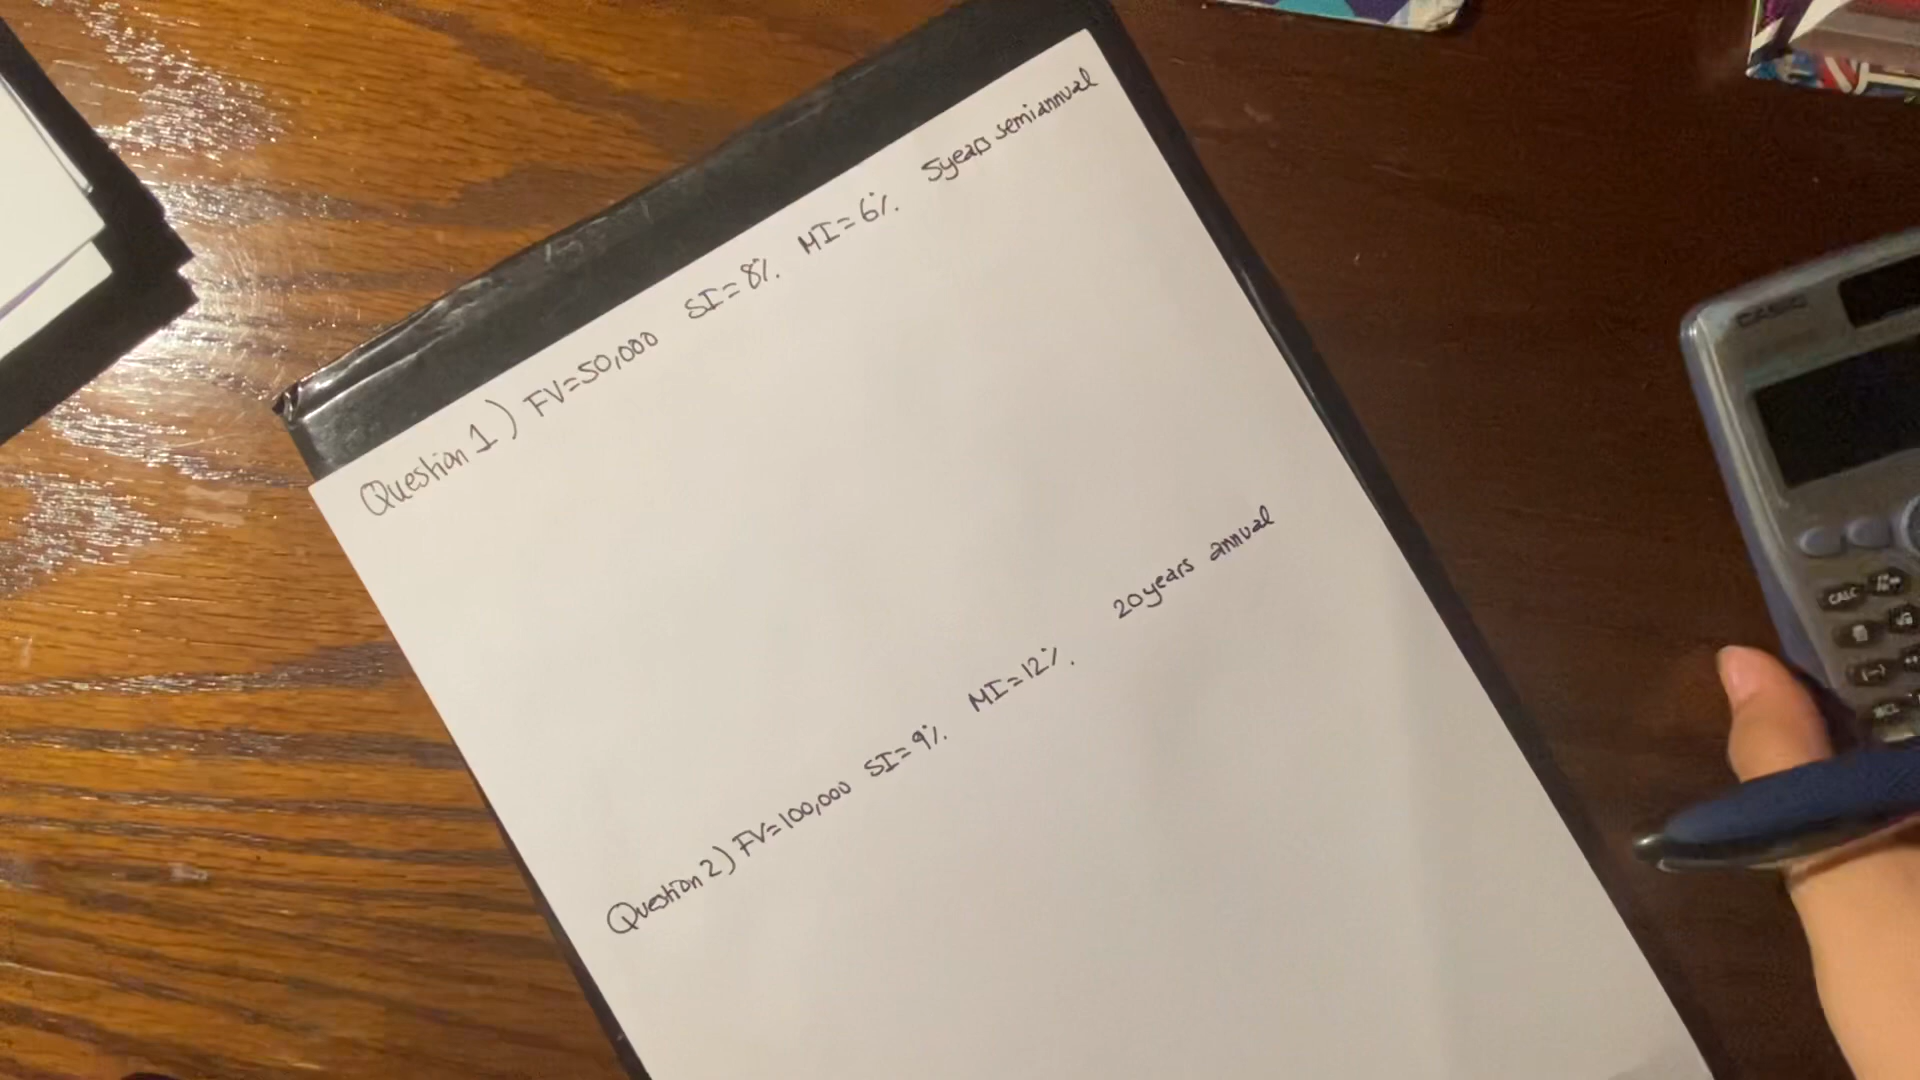 Question 1) FV=50,000 SI=8%. MI=6%. 5years semiannual
Question 2) FV=100,000 SI=9%. MI=12%. 20years annual
CASIO
CALC